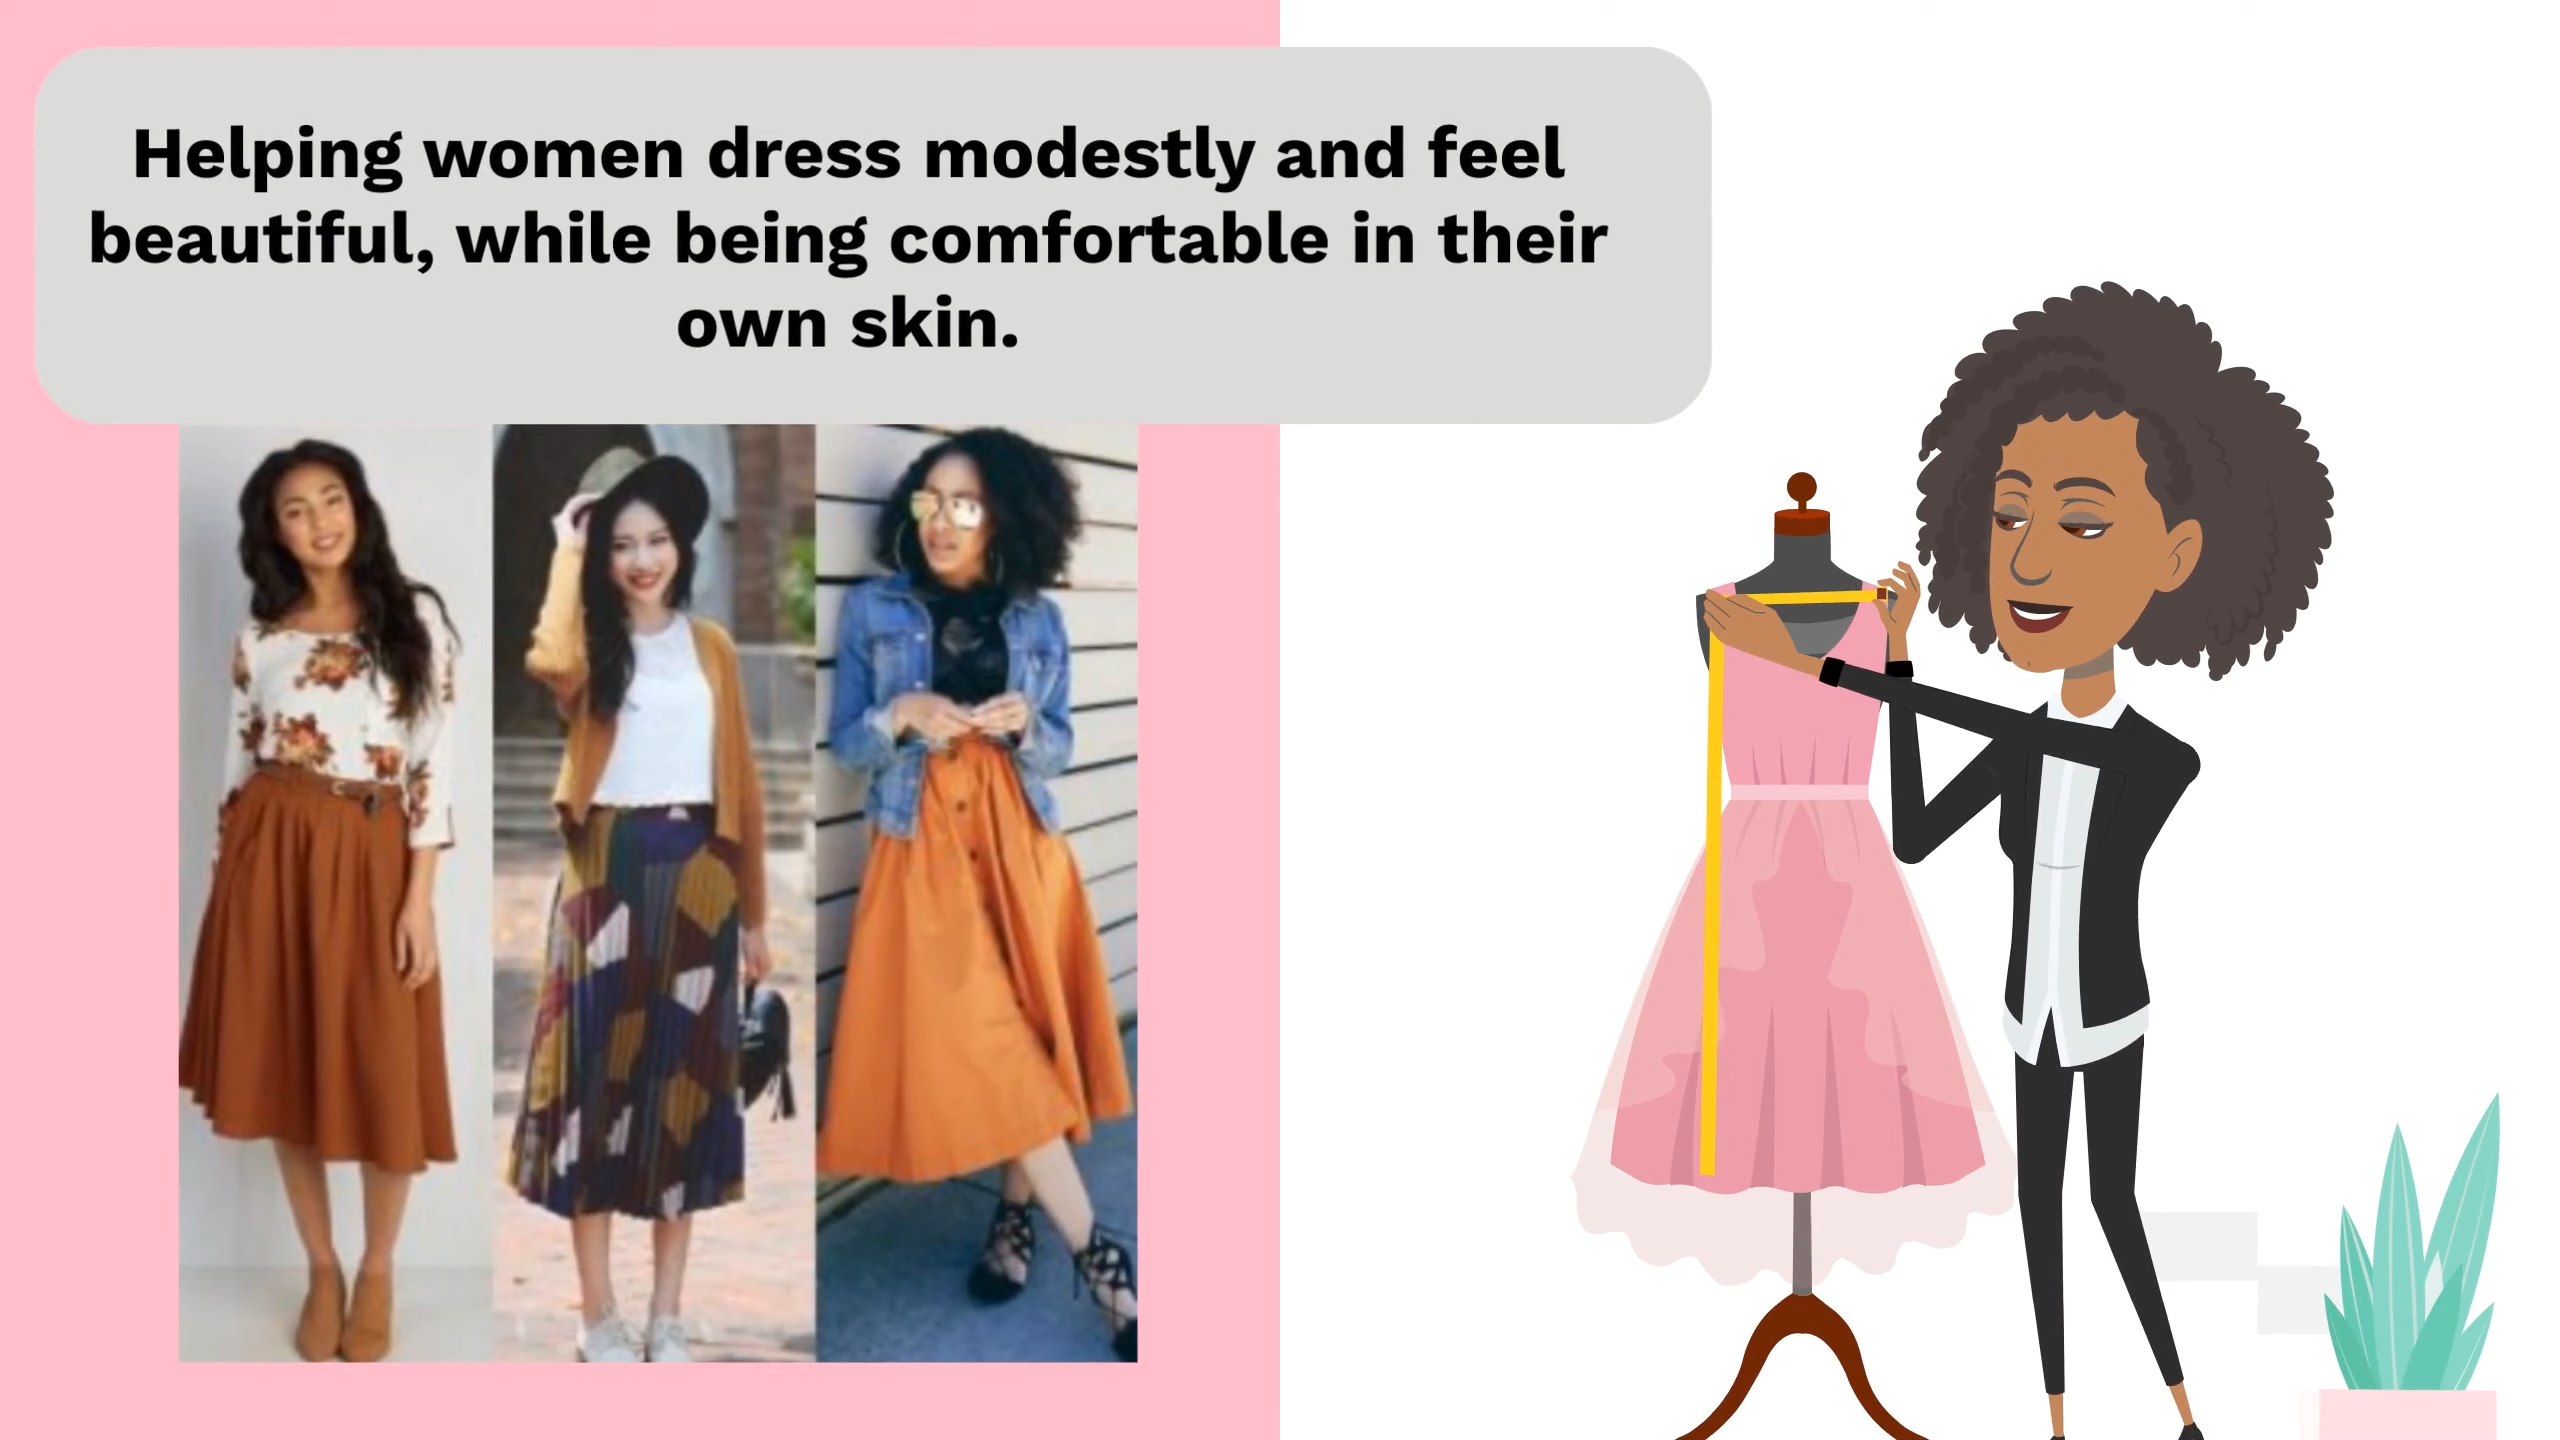 Helping women dress modestly and feel
beautiful, while being comfortable in their
own skin.